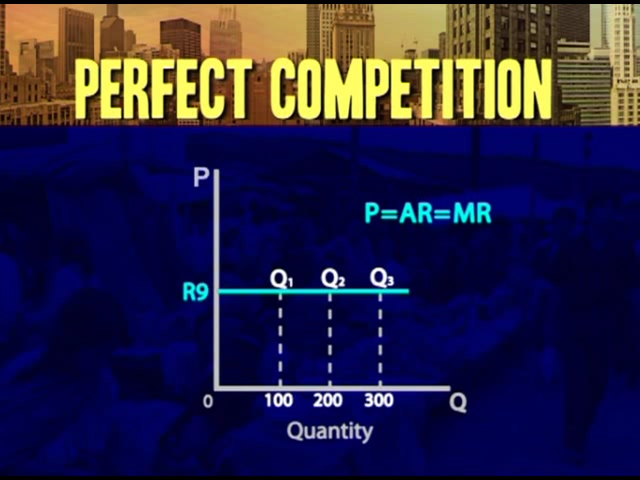 PERFECT COMPETITION
P
P=AR=MR
Q₁ Q₂ Q₃
R9
0 100 200 300 Q
Quantity